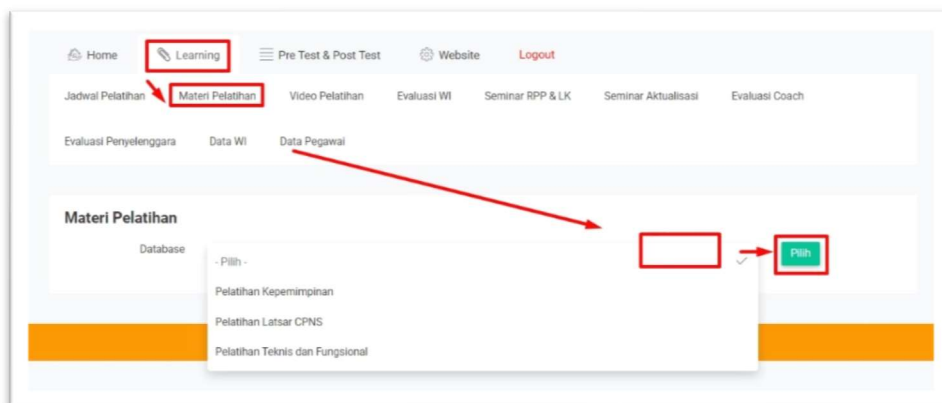 Home Learning Pre Test & Post Test Website Logout
Jadwal Pelatihan Materi Pelatihan Video Pelatihan Evaluasi WI Seminar RPP & LK Seminar Aktualisasi Evaluasi Coach
Evaluasi Penyelenggara Data WI Data Pegawai
Materi Pelatihan
Database
- Pilih -
Pilih
Pelatihan Kepemimpinan
Pelatihan Latsar CPNS
Pelatihan Teknis dan Fungsional